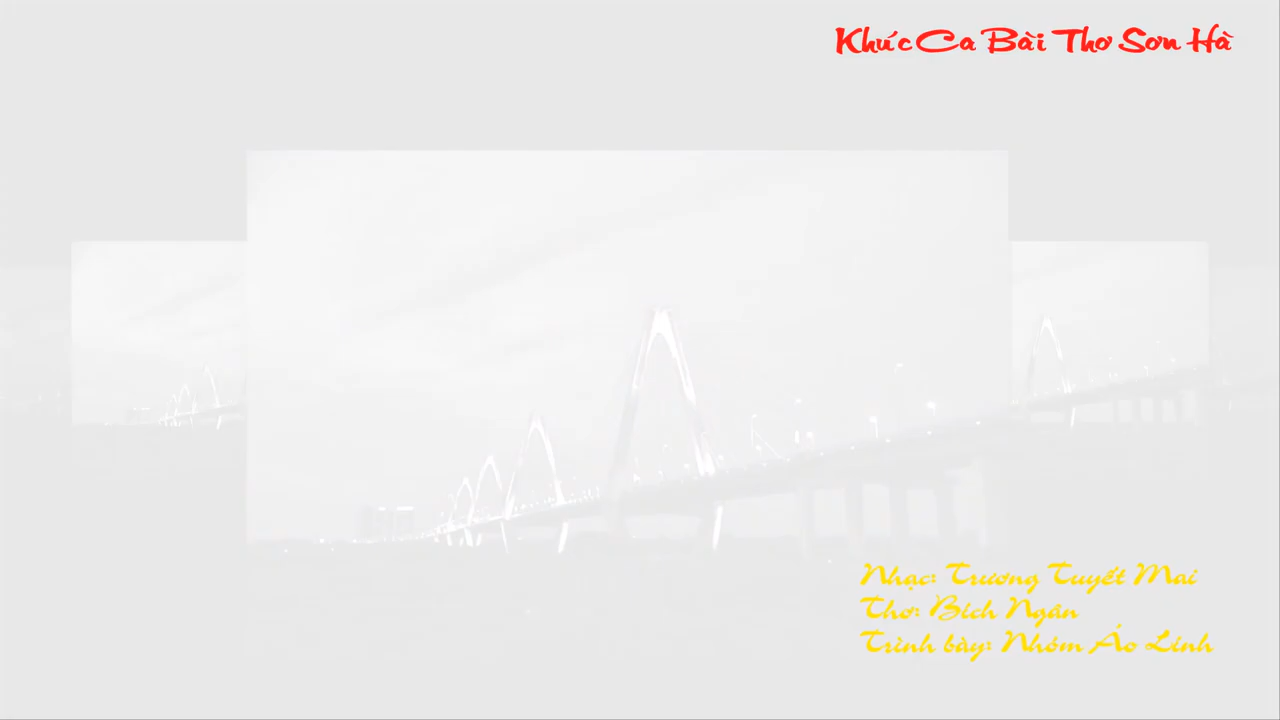 Khúc Ca Bài Thơ Sơn Hà
Nhạc: Trương Tuyết Mai
Thơ: Bích Ngân
Trình bày: Nhóm Áo Lính